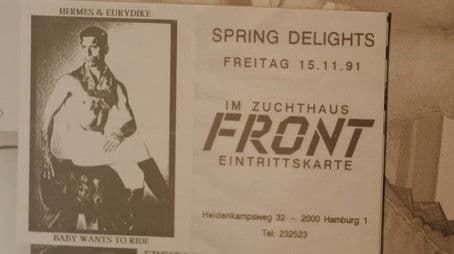 HERMES & EURYDIKE
BABY WANTS TO RIDE
SPRING DELIGHTS
FREITAG 15.11.91
IM ZUCHTHAUS
FRONT
EINTRITTSKARTE
Heidenkampsweg 32 – 2000 Hamburg 1
Tel: 232523